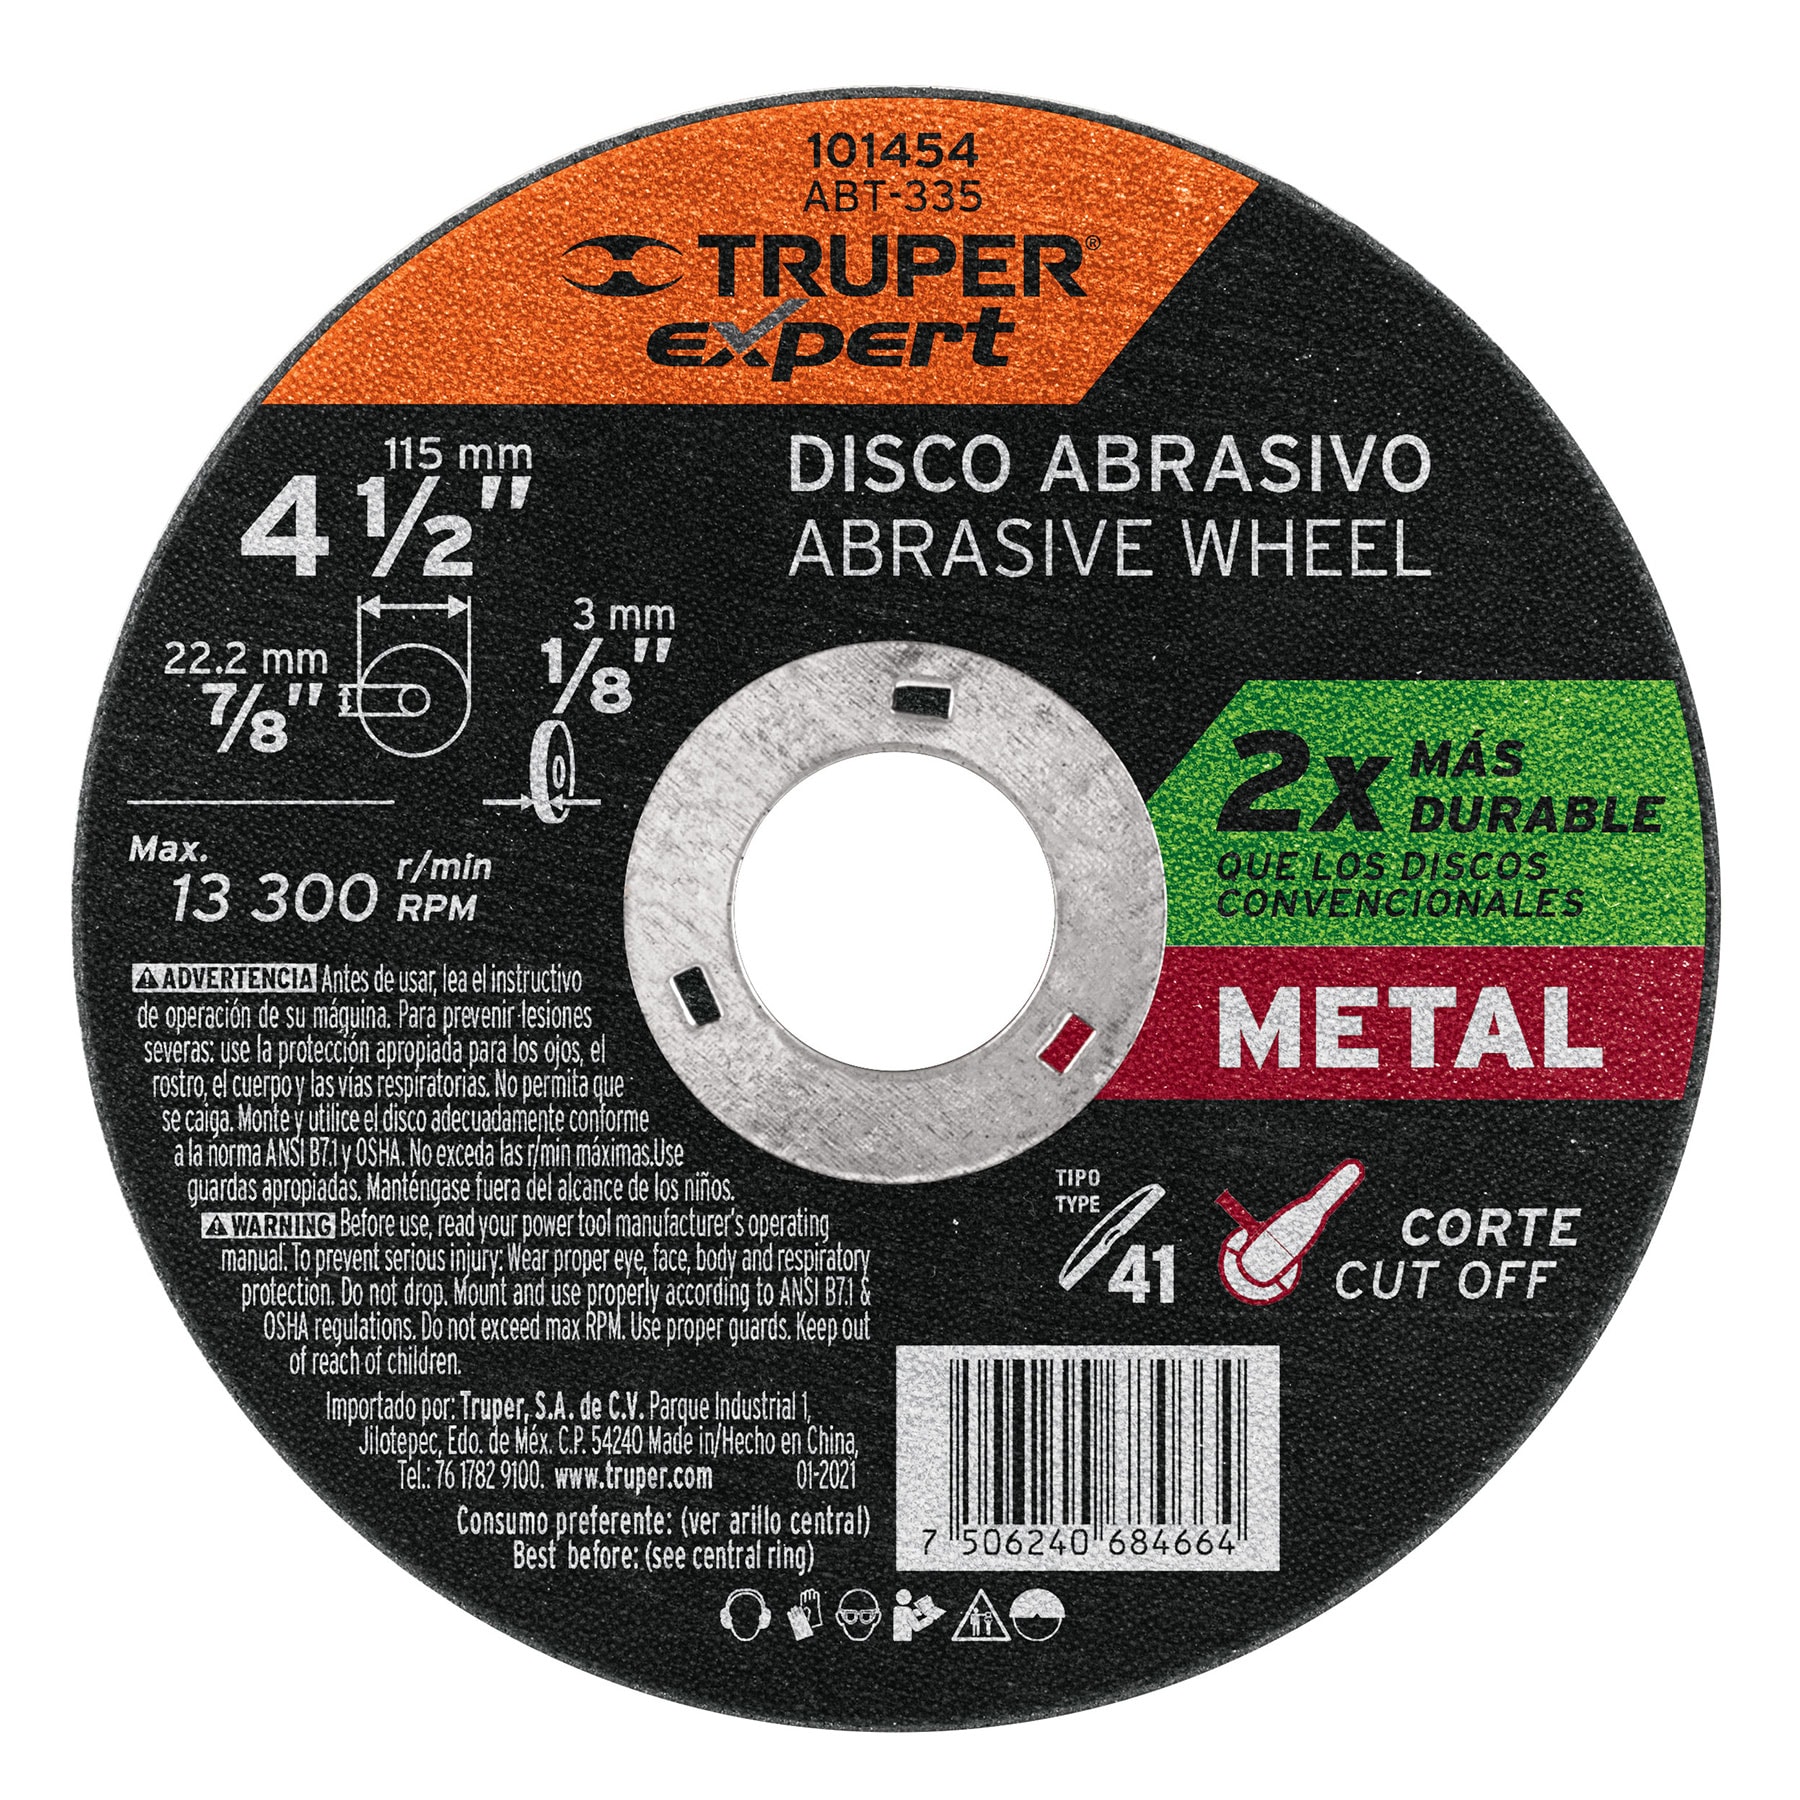 101454
ABT-335
TRUPER®
expert
DISCO ABRASIVO
ABRASIVE WHEEL
115 mm
4 1/2"
22.2 mm
7/8"
3 mm
1/8"
Max.
13 300 r/min
RPM
2x MÁS
DURABLE
QUE LOS DISCOS
CONVENCIONALES
METAL
ADVERTENCIA Antes de usar, lea el instructivo
de operación de su máquina. Para prevenir lesiones
severas: use la protección apropiada para los ojos, el
rostro, el cuerpo y las vías respiratorias. No permita que
se caiga. Monte y utilice el disco adecuadamente conforme
a la norma ANSI B7.1 y OSHA. No exceda las r/min máximas.Use
guardas apropiadas. Manténgase fuera del alcance de los niños.
WARNING Before use, read your power tool manufacturer's operating
manual. To prevent serious injury: Wear proper eye, face, body and respiratory
protection. Do not drop. Mount and use properly according to ANSI B7.1 &
OSHA regulations. Do not exceed max RPM. Use proper guards. Keep out
of reach of children.
TIPO
TYPE
41
CORTE
CUT OFF
Importado por: Truper, S.A. de C.V. Parque Industrial 1,
Jilotepec, Edo. de Méx. C.P. 54240 Made in/Hecho en China,
Tel.: 76 1782 9100. www.truper.com 01-2021
Consumo preferente: (ver arillo central)
Best before: (see central ring)
7 506240 684664